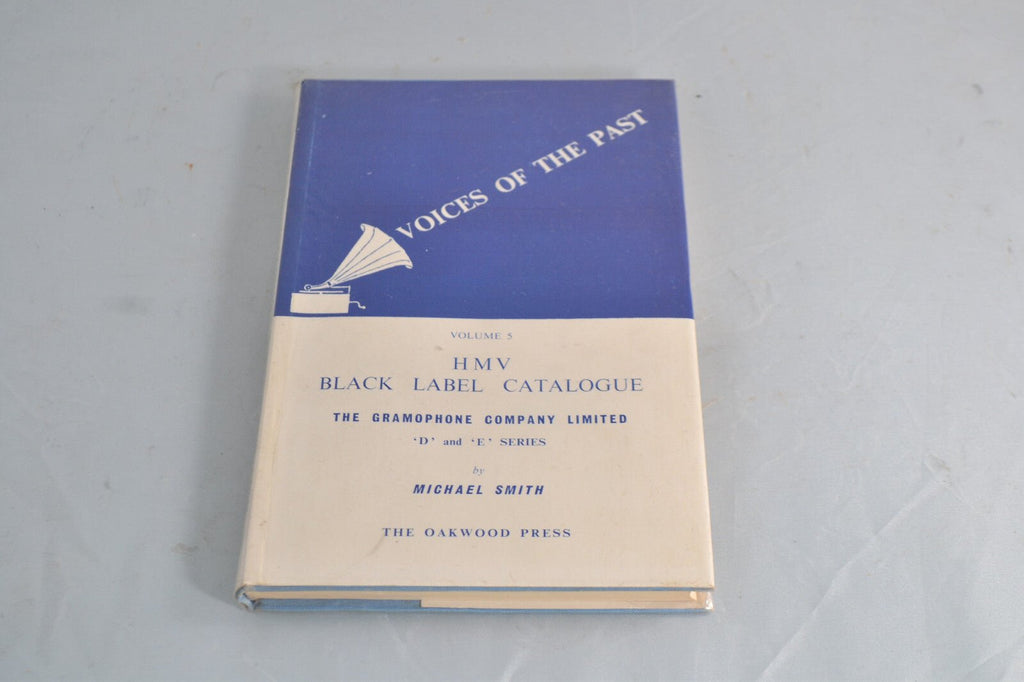 VOICES OF THE PAST
VOLUME 5
HMV
BLACK LABEL CATALOGUE
THE GRAMOPHONE COMPANY LIMITED
‘D’ and ‘E’ SERIES
by
MICHAEL SMITH
THE OAKWOOD PRESS